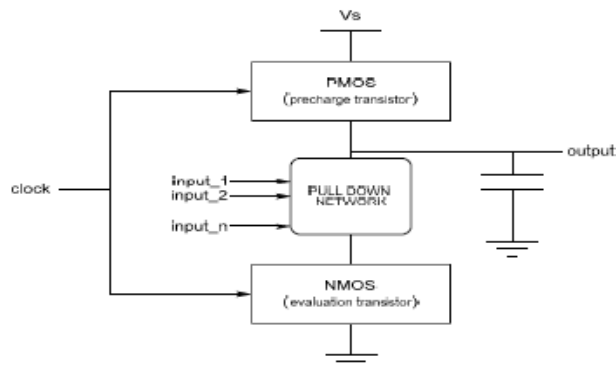 Vs
PMOS
(precharge transistor)
output
clock
input_1
input_2
input_n
PULL DOWN
NETWORK
NMOS
(evaluation transistor)